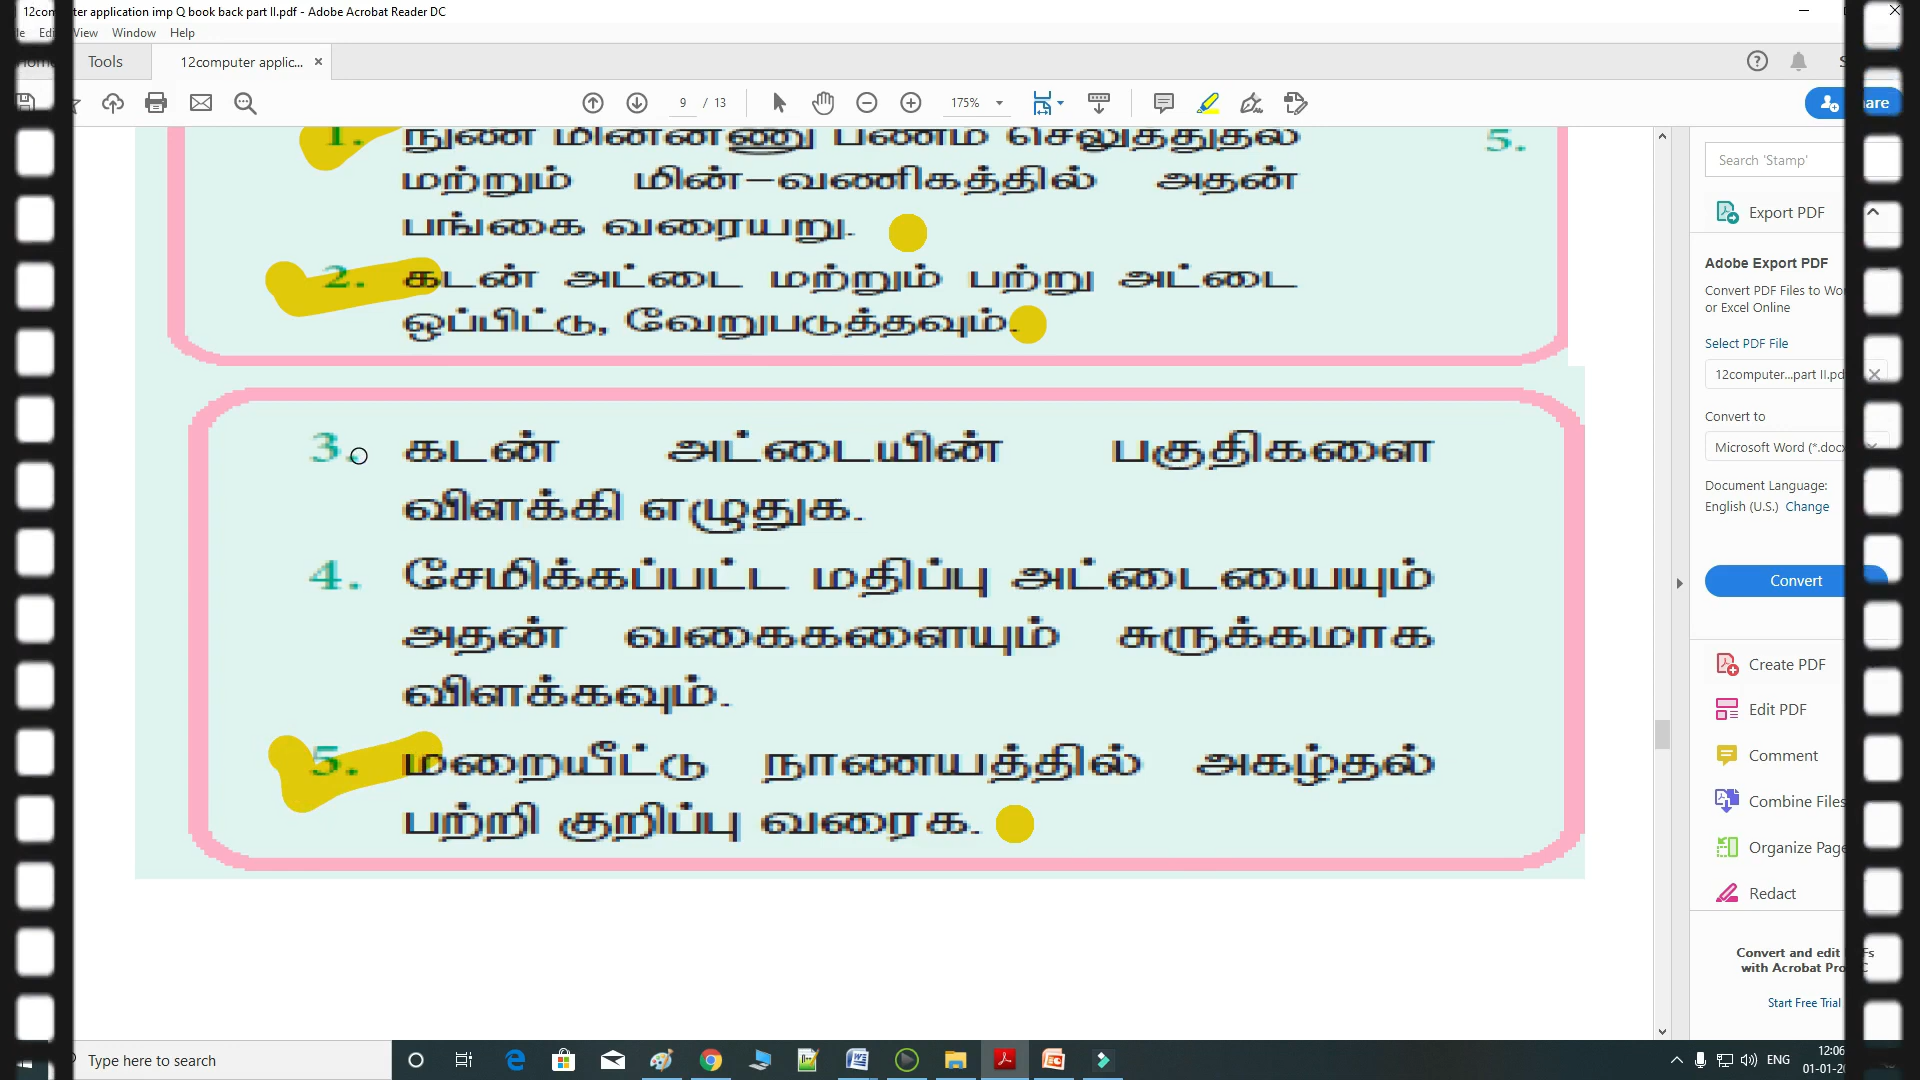 12computer application imp Q book back part II.pdf - Adobe Acrobat Reader DC
View Window Help
Tools 12computer applic...
9 / 13 175%
1. நுண் மின்னணு பணம் செலுத்துதல்
மற்றும் மின்-வணிகத்தில் அதன்
பங்கை வரையறு.
2. கடன் அட்டை மற்றும் பற்று அட்டை
ஒப்பிட்டு, வேறுபடுத்தவும்.
5.
3. கடன் அட்டையின் பகுதிகளை
விளக்கி எழுதுக.
4. சேமிக்கப்பட்ட மதிப்பு அட்டையையும்
அதன் வகைகளையும் சுருக்கமாக
விளக்கவும்.
5. மறையீட்டு நாணயத்தில் அகழ்தல்
பற்றி குறிப்பு வரைக.
Search 'Stamp'
Export PDF
Adobe Export PDF
Convert PDF Files to
or Excel Online
Select PDF File
12computer...part II.pd
Convert to
Microsoft Word (*.docx
Document Language:
English (U.S.) Change
Convert
Create PDF
Edit PDF
Comment
Combine Files
Organize Page
Redact
Convert and edit
with Acrobat Pro
Start Free Trial
Type here to search
ENG
12:06
01-01-2